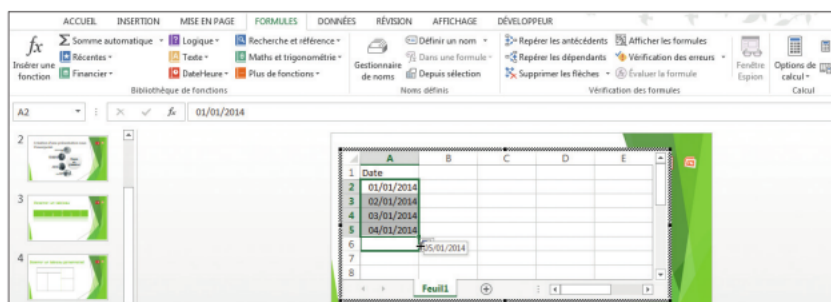 ACCUEIL INSERTION MISE EN PAGE FORMULES DONNÉES RÉVISION AFFICHAGE DÉVELOPPEUR
fx Insérer une fonction
Somme automatique
Récentes
Financier
Logique
Texte
DateHeure
Recherche et référence
Maths et trigonométrie
Plus de fonctions
Bibliothèque de fonctions
Gestionnaire de noms
Définir un nom
Dans une formule
Depuis sélection
Noms définis
Repérer les antécédents
Repérer les dépendants
Supprimer les flèches
Afficher les formules
Vérification des erreurs
Évaluer la formule
Vérification des formules
Fenêtre Espion
Options de calcul
Calcul
A2 fx 01/01/2014
2
3
4
A B C D E
1 Date
2 01/01/2014
3 02/01/2014
4 03/01/2014
5 04/01/2014
6 05/01/2014
7
8
Feuil1